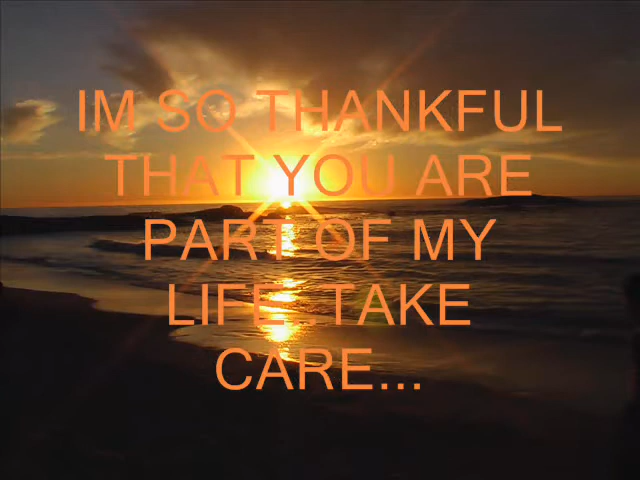 IM SO THANKFUL
THAT YOU ARE
PART OF MY
LIFE..TAKE
CARE...